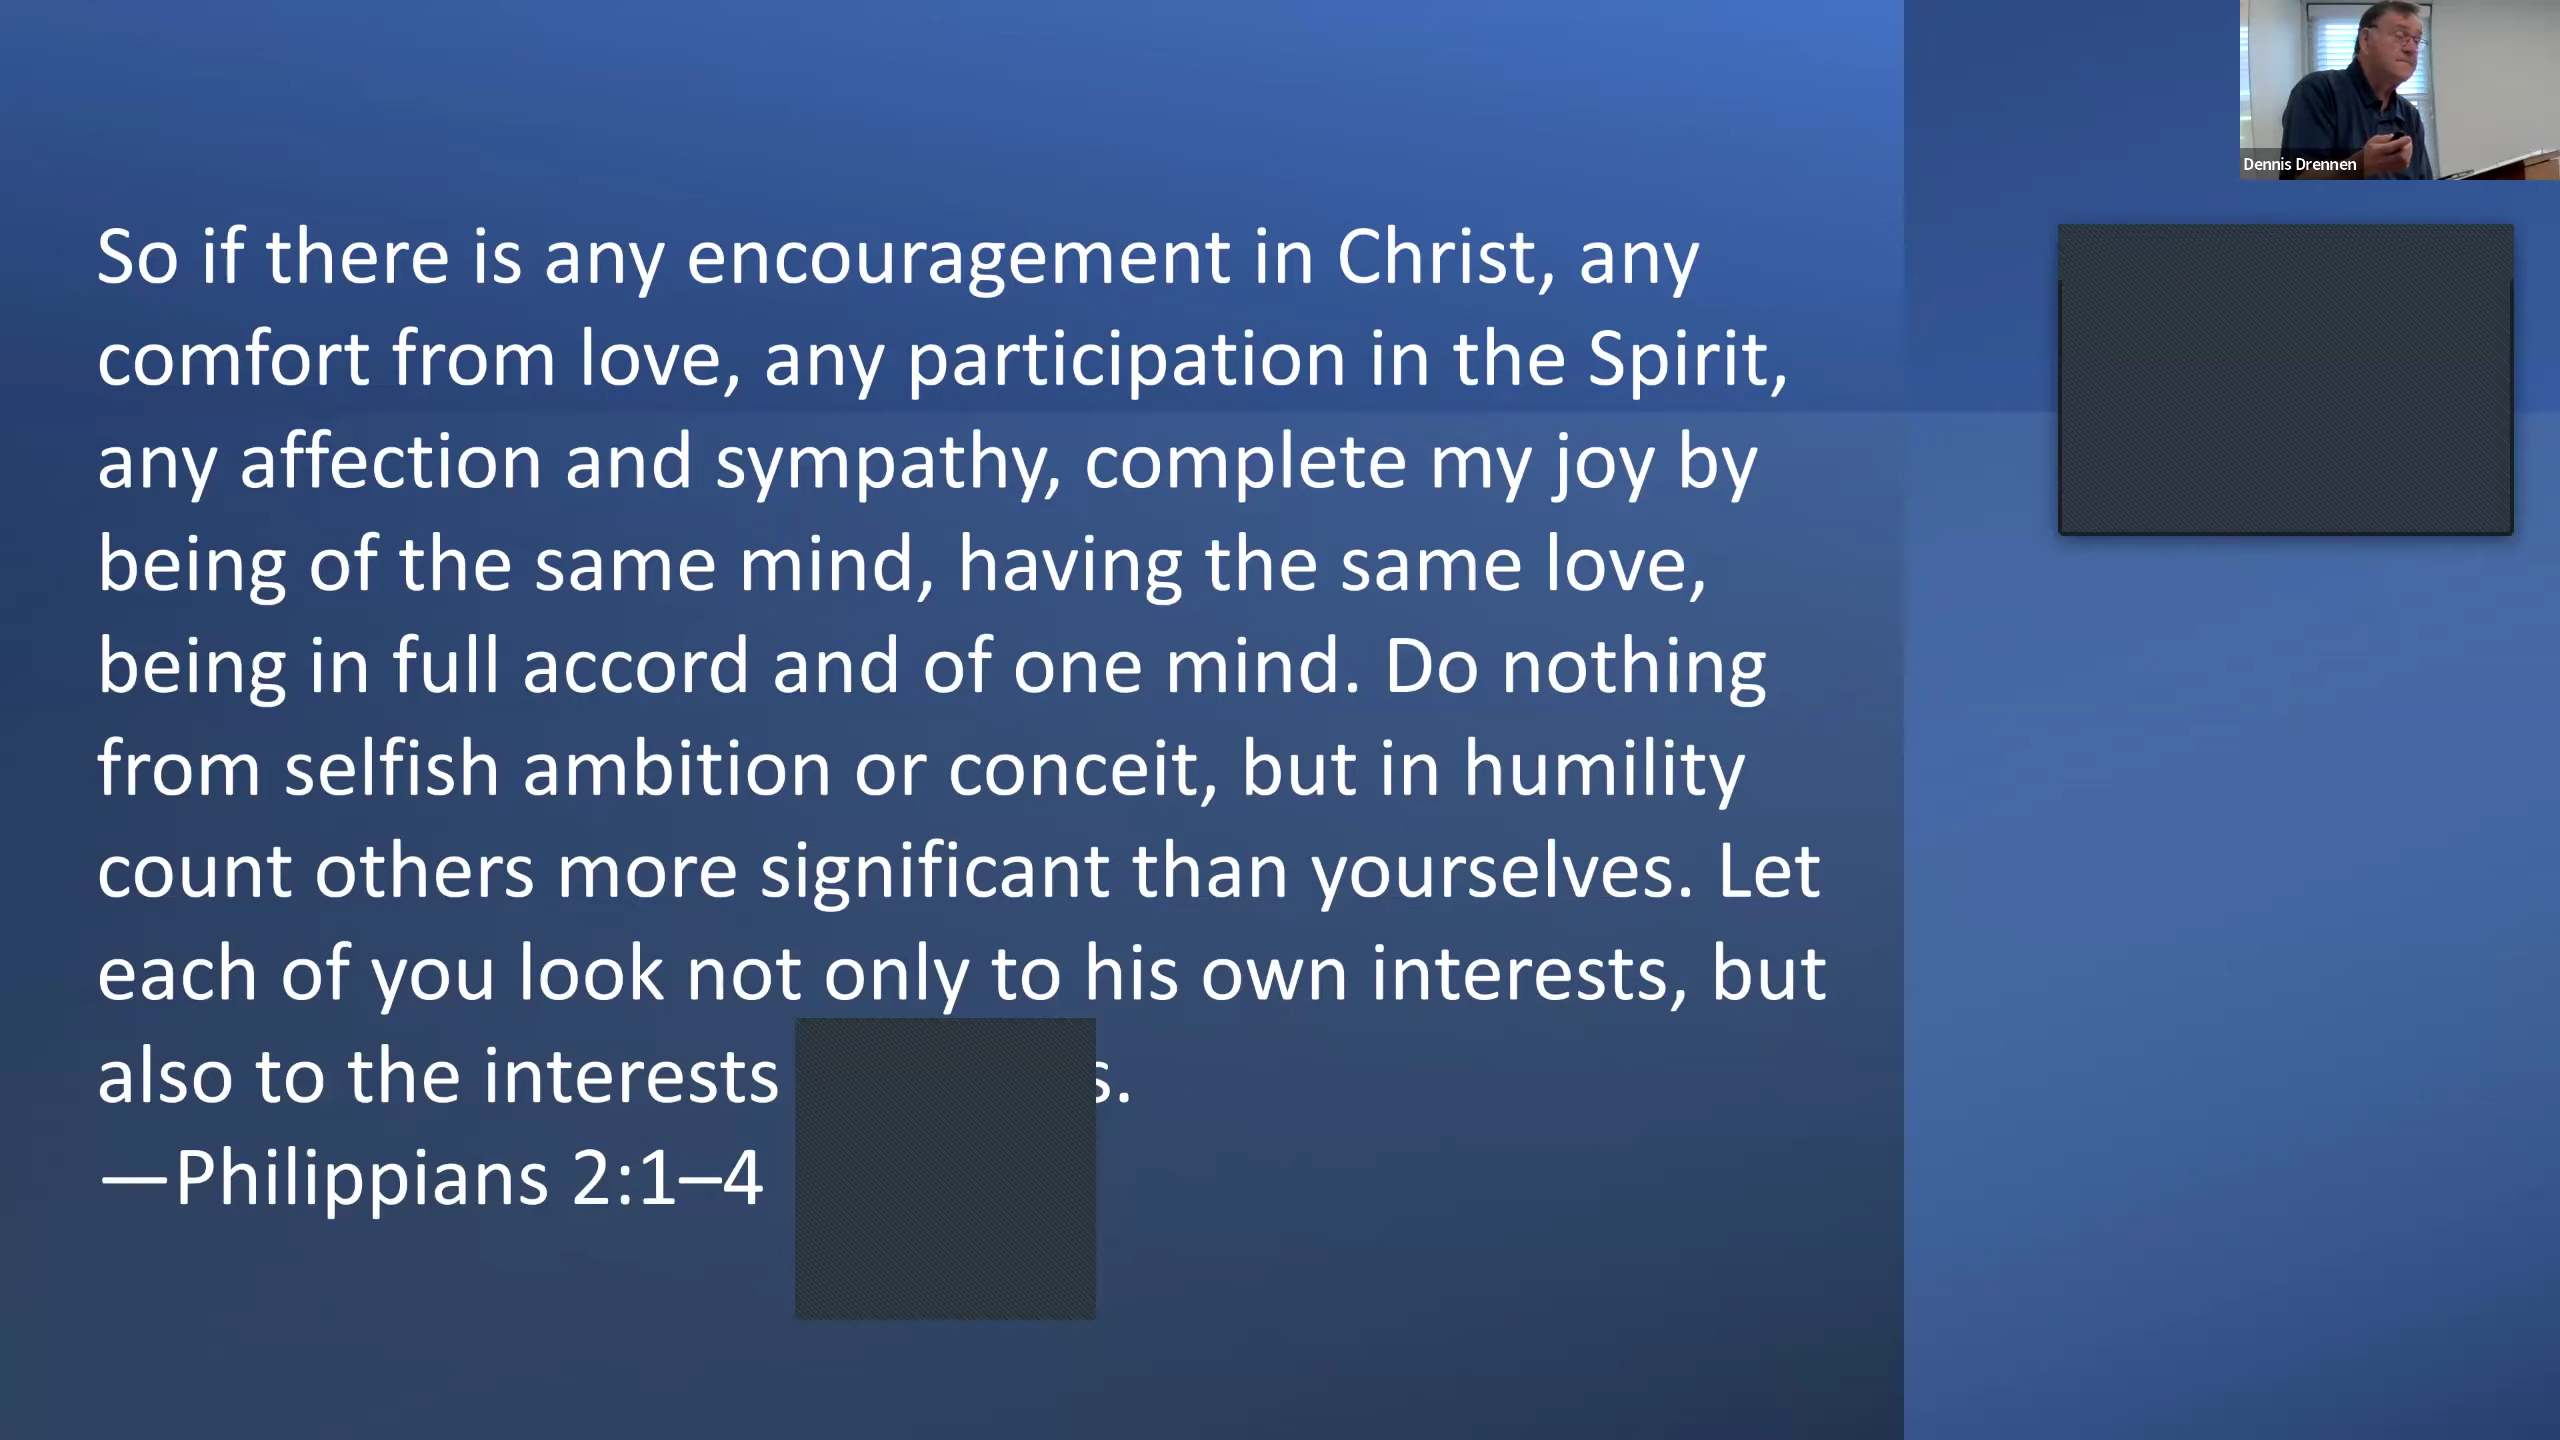 So if there is any encouragement in Christ, any
comfort from love, any participation in the Spirit,
any affection and sympathy, complete my joy by
being of the same mind, having the same love,
being in full accord and of one mind. Do nothing
from selfish ambition or conceit, but in humility
count others more significant than yourselves. Let
each of you look not only to his own interests, but
also to the interests
—Philippians 2:1–4
Dennis Drennen